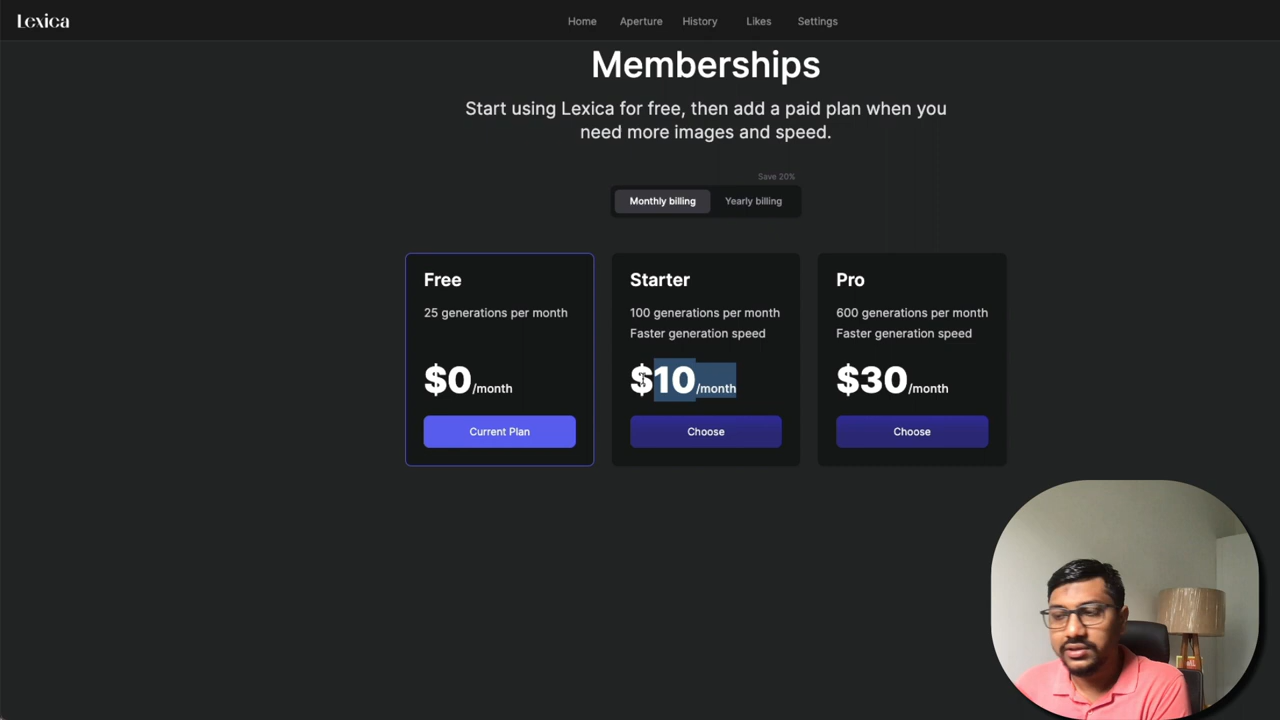 Lexica
Home Aperture History Likes Settings
Memberships
Start using Lexica for free, then add a paid plan when you
need more images and speed.
Save 20%
Monthly billing Yearly billing
Free
25 generations per month
$0/month
Current Plan
Starter
100 generations per month
Faster generation speed
$10/month
Choose
Pro
600 generations per month
Faster generation speed
$30/month
Choose